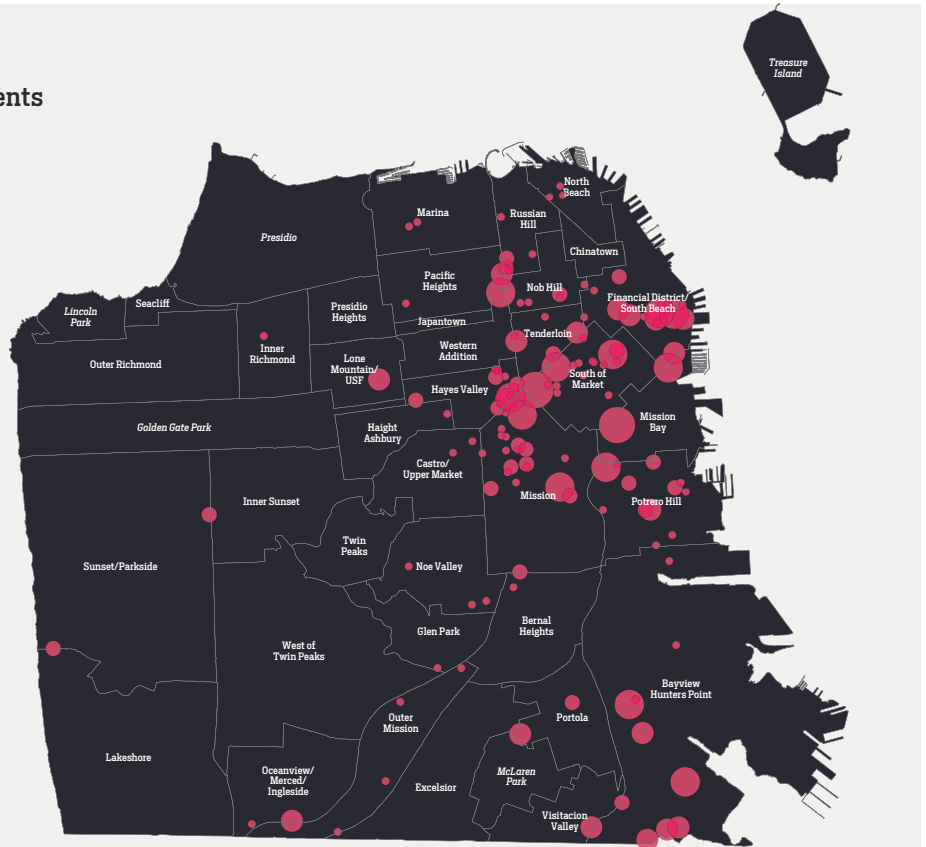 Treasure
Island
ents
North
Beach
Marina
Russian
Hill
Presidio
Chinatown
Pacific
Heights
Nob Hill
Seacliff
Lincoln
Park
Presidio
Heights
Financial District/
South Beach
Japantown
Tenderloin
Inner
Richmond
Western
Addition
Outer Richmond
Lone
Mountain/
USF
South of
Market
Hayes Valley
Golden Gate Park
Haight
Ashbury
Mission
Bay
Castro/
Upper Market
Inner Sunset
Mission
Potrero Hill
Twin
Peaks
Sunset/Parkside
Noe Valley
Glen Park
Bernal
Heights
West of
Twin Peaks
Bayview
Hunters Point
Outer
Mission
Portola
Lakeshore
Oceanview/
Merced/
Ingleside
McLaren
Park
Excelsior
Visitacion
Valley